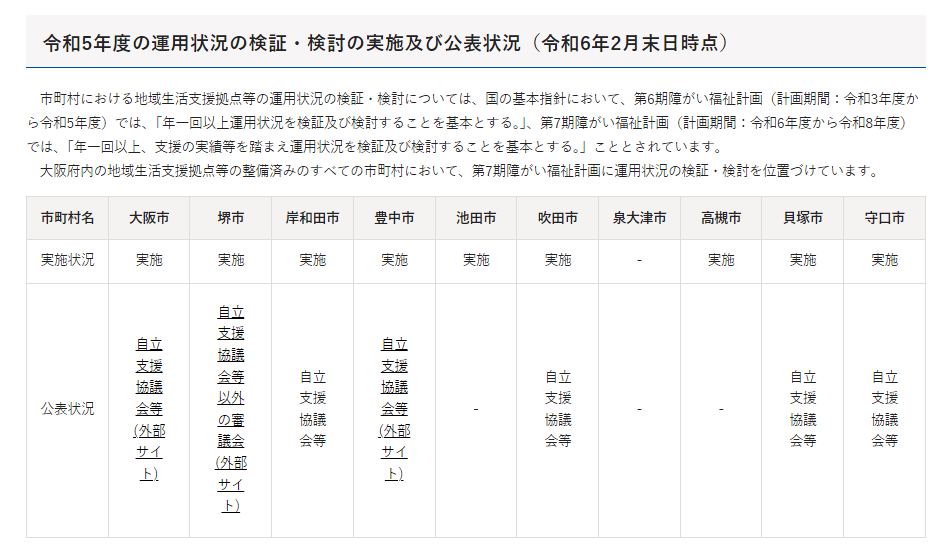 令和5年度の運用状況の検証・検討の実施及び公表状況（令和6年2月末日時点）
市町村における地域生活支援拠点等の運用状況の検証・検討については、国の基本指針において、第6期障がい福祉計画（計画期間：令和3年度か
ら令和5年度）では、「年一回以上運用状況を検証及び検討することを基本とする。」、第7期障がい福祉計画（計画期間：令和6年度から令和8年度）
では、「年一回以上、支援の実績等を踏まえ運用状況を検証及び検討することを基本とする。」こととされています。
大阪府内の地域生活支援拠点等の整備済みのすべての市町村において、第7期障がい福祉計画に運用状況の検証・検討を位置づけています。
市町村名 大阪市 堺市 岸和田市 豊中市 池田市 吹田市 泉大津市 高槻市 貝塚市 守口市
実施状況 実施 実施 実施 実施 実施 実施 - 実施 実施 実施
公表状況
自立
支援
協議
会等
(外部
サイ
ト)
自立
支援
協議
会等
以外
の審
議会
(外部
サイ
ト)
自立
支援
協議
会等
自立
支援
協議
会等
(外部
サイ
ト)
-
自立
支援
協議
会等
-
-
自立
支援
協議
会等
自立
支援
協議
会等